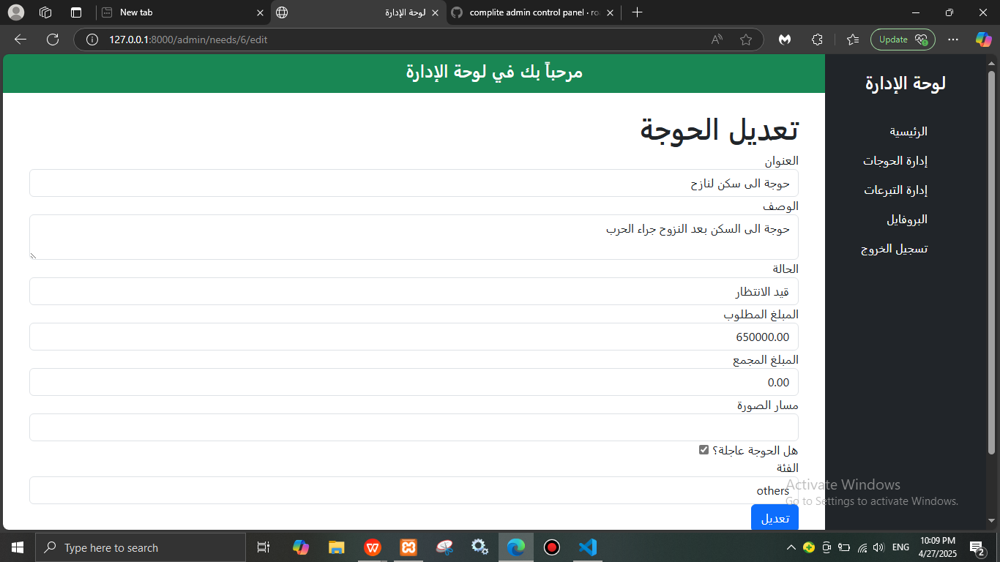 New tab
لوحة الإدارة
complite admin control panel · ro
127.0.0.1:8000/admin/needs/6/edit
Update
مرحباً بك في لوحة الإدارة
لوحة الإدارة
الرئيسية
إدارة الحوجات
إدارة التبرعات
البروفايل
تسجيل الخروج
تعديل الحوجة
العنوان
حوجة الى سكن لنازح
الوصف
حوجة الى السكن بعد النزوح جراء الحرب
الحالة
قيد الانتظار
المبلغ المطلوب
650000.00
المبلغ المجمع
0.00
مسار الصورة
هل الحوجة عاجلة؟
الفئة
others
تعديل
Activate Windows
Go to Settings to activate Windows.
Type here to search
ENG
10:09 PM
4/27/2025
2